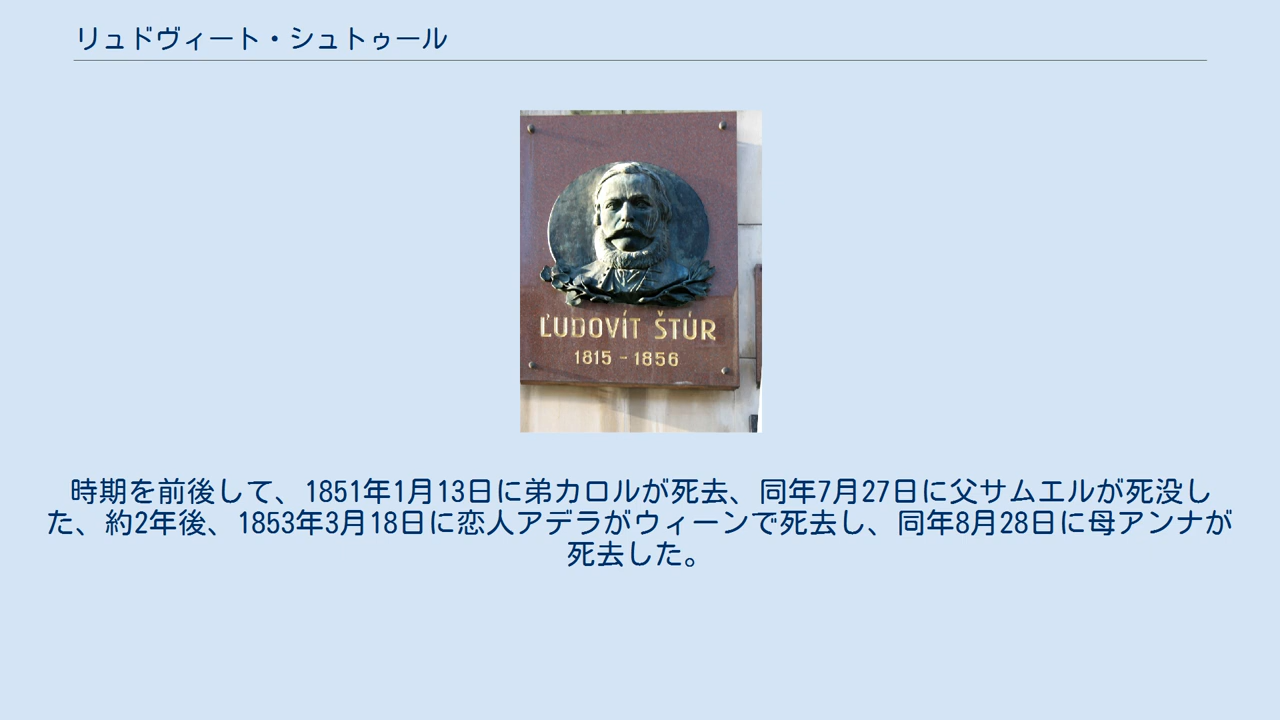 リュドヴィート・シュトゥール
ĽUDOVÍT ŠTÚR
1815 - 1856
時期を前後して、1851年1月13日に弟カロルが死去、同年7月27日に父サムエルが死没し
た、約2年後、1853年3月18日に恋人アデラがウィーンで死去し、同年8月28日に母アンナが
死去した。